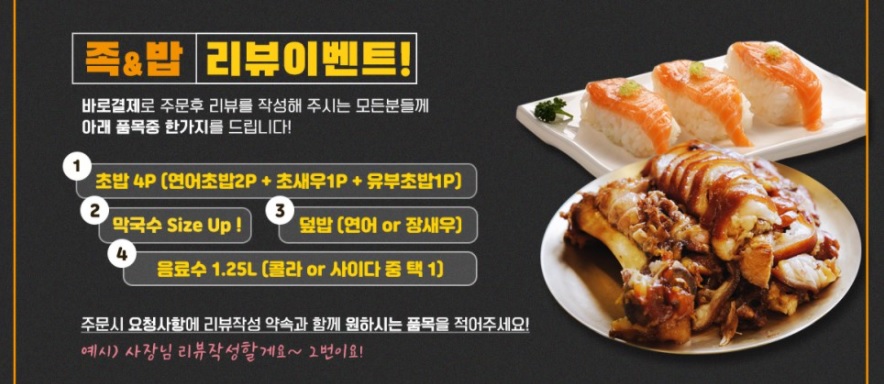 족&밥 리뷰이벤트!
바로결제로 주문후 리뷰를 작성해 주시는 모든분들께
아래 품목중 한가지를 드립니다!
1 초밥 4P (연어초밥2P + 초새우1P + 유부초밥1P)
2 막국수 Size Up !
3 덮밥 (연어 or 장새우)
4 음료수 1.25L (콜라 or 사이다 중 택 1)
주문시 요청사항에 리뷰작성 약속과 함께 원하시는 품목을 적어주세요!
예시) 사장님 리뷰작성할게요~ 2번이요!